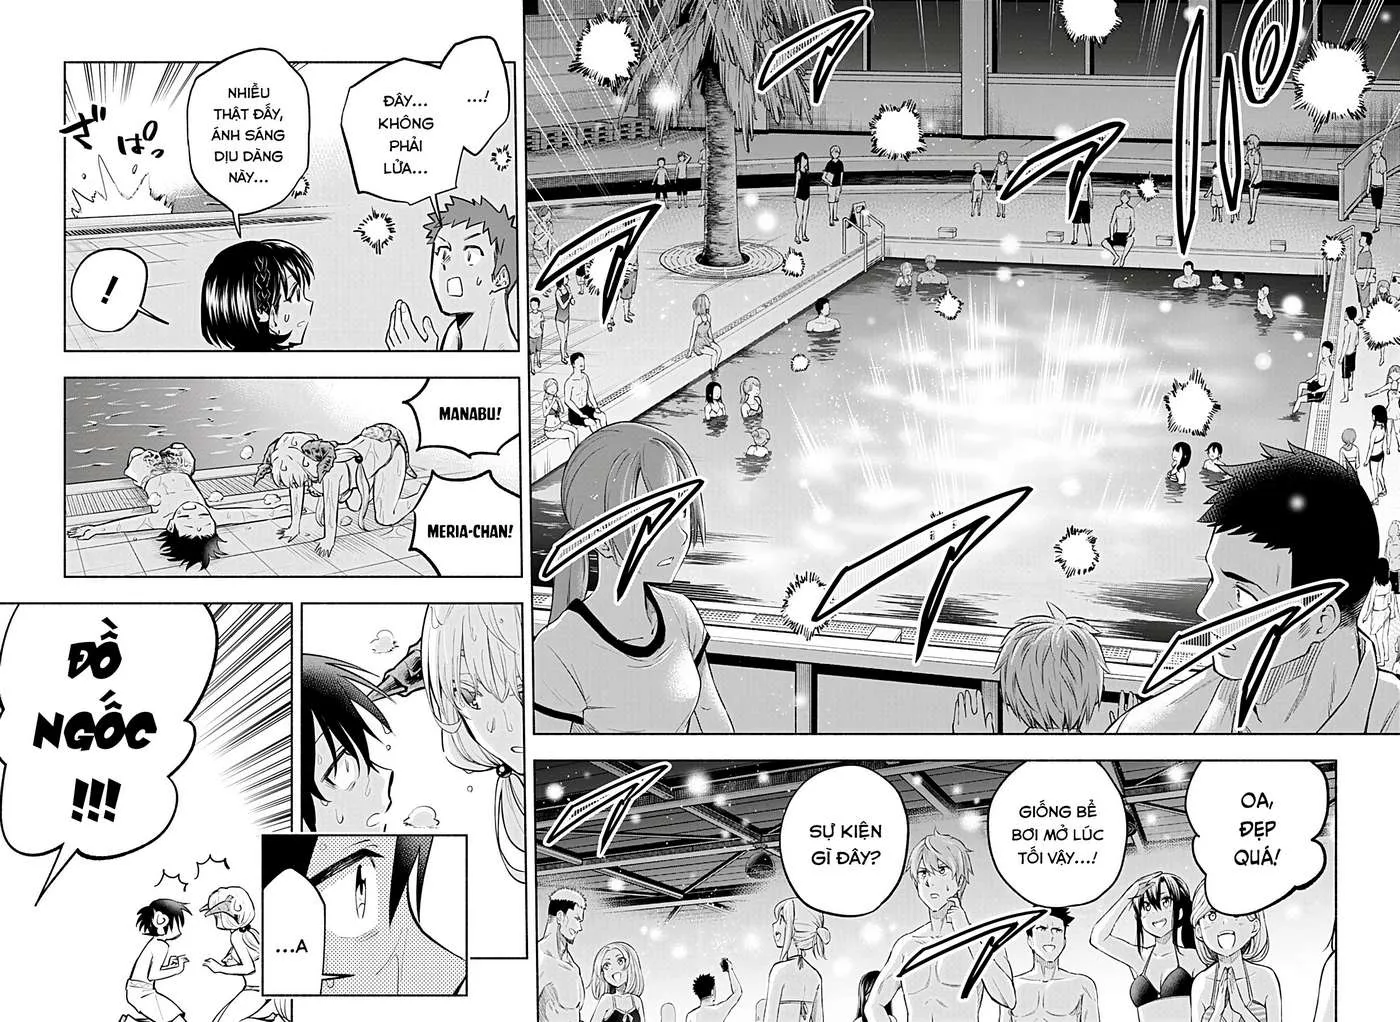 OA,
ĐẸP
QUÁ!
GIỐNG BỂ
BƠI MỞ LÚC
TỐI VẬY...!
SỰ KIỆN
GÌ ĐÂY?
...!
ĐÂY...
KHÔNG
PHẢI
LỬA...
NHIỀU
THẬT ĐẤY,
ÁNH SÁNG
DỊU DÀNG
NÀY...
ぱっ
ざ
!
MANABU!
MERIA-CHAN!
...A
ĐỒ
NGỐC
!!!